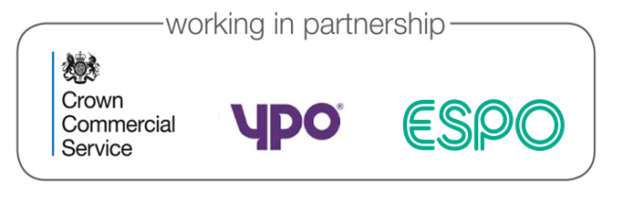 working in partnership
Crown
Commercial
Service
ypo®
ESPO